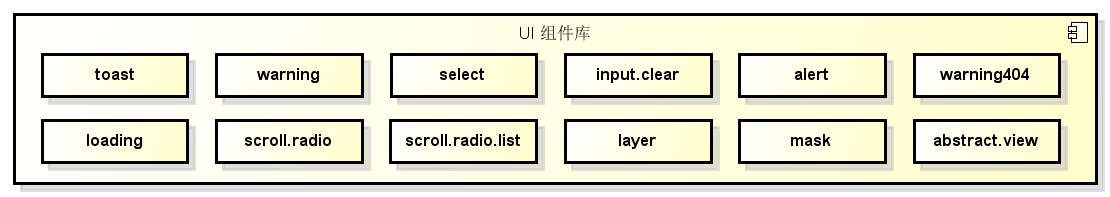 UI 组件库
toast warning select input.clear alert warning404
loading scroll.radio scroll.radio.list layer mask abstract.view